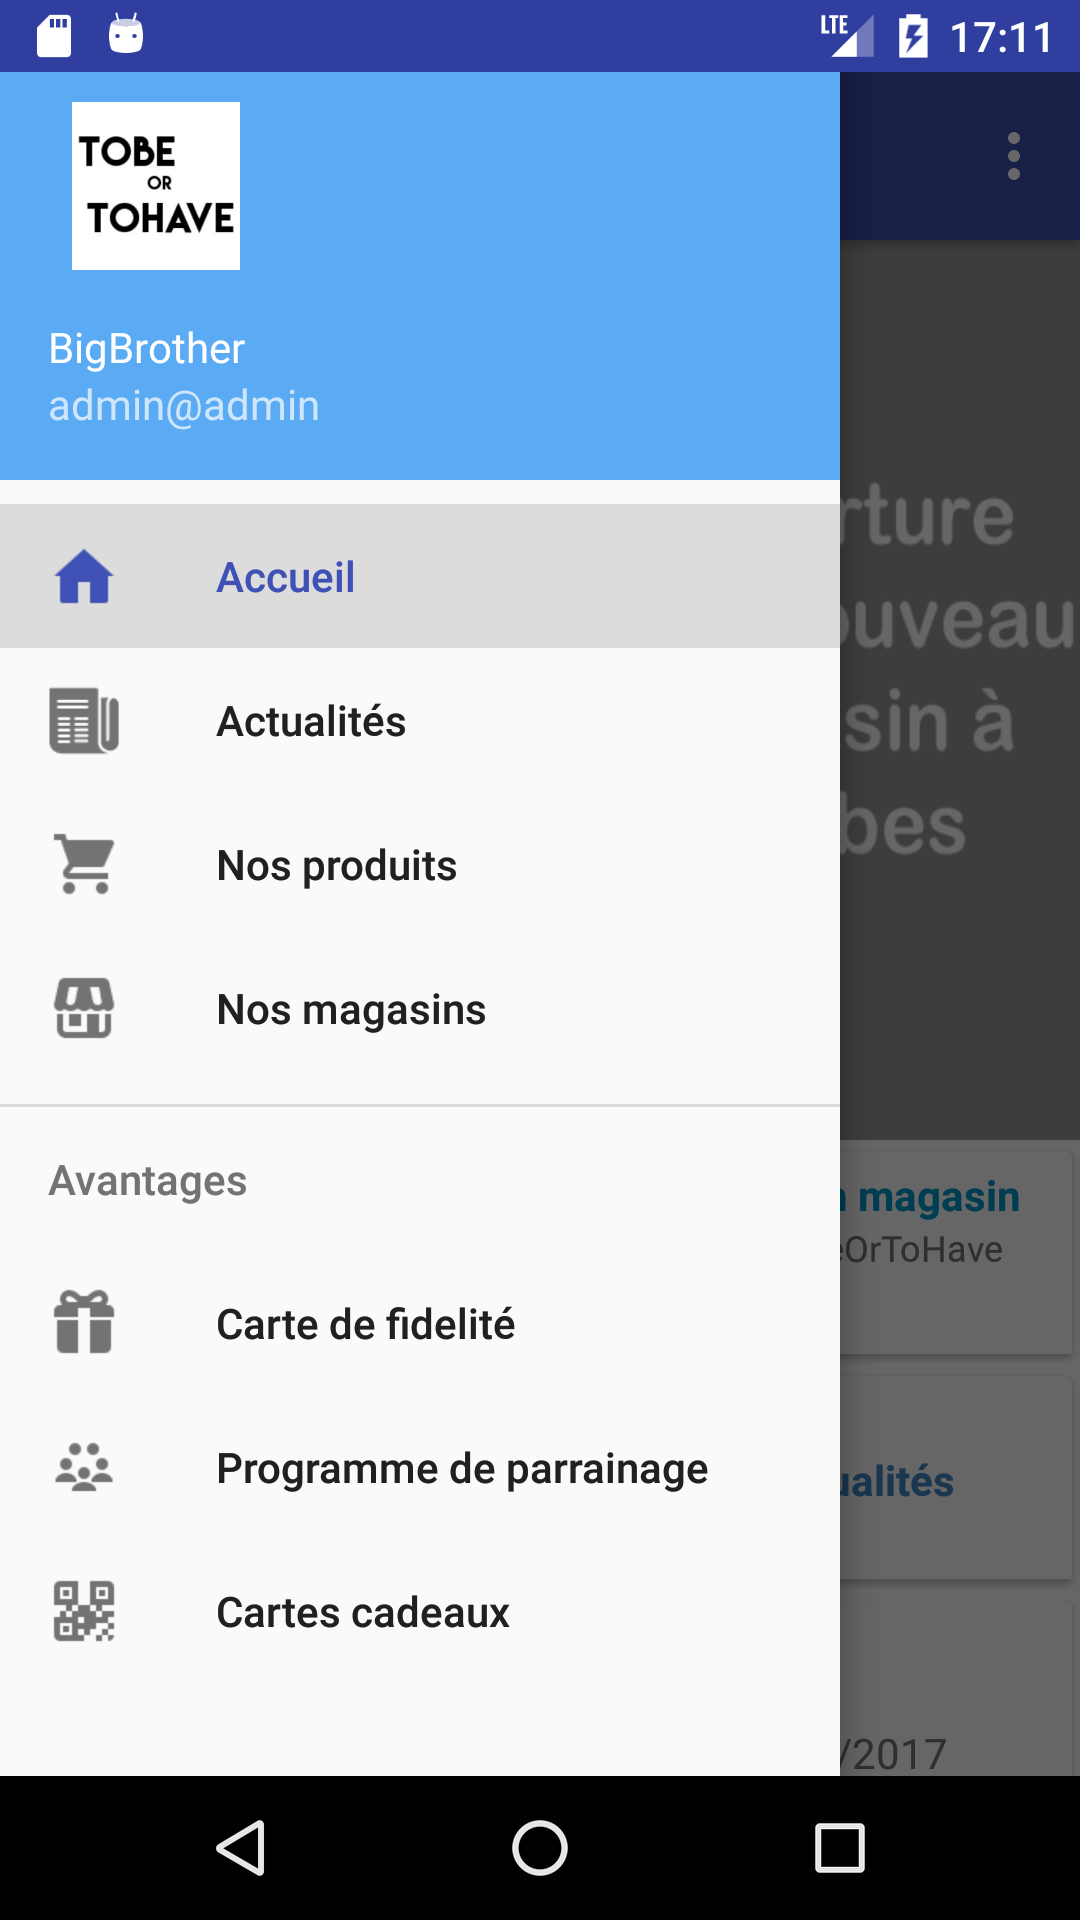 LTE 17:11
TOBE
OR
TOHAVE
BigBrother
admin@admin
Accueil
Actualités
Nos produits
Nos magasins
Avantages
Carte de fidelité
Programme de parrainage
Cartes cadeaux
rture
ouveau
sin à
bes
magasin
eOrToHave
ualités
/2017